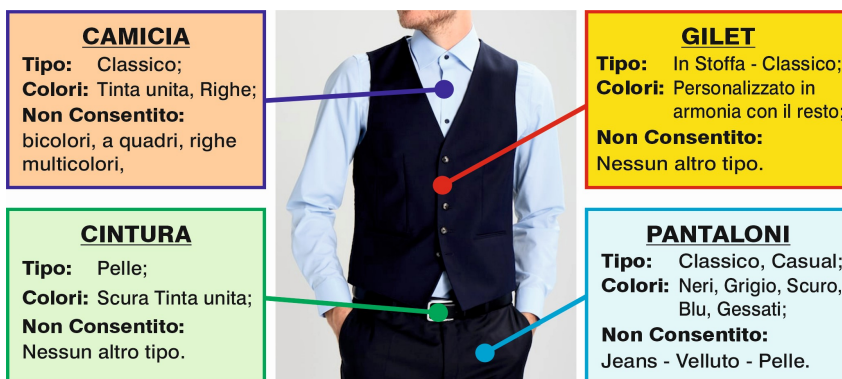 CAMICIA
Tipo: Classico;
Colori: Tinta unita, Righe;
Non Consentito:
bicolori, a quadri, righe
multicolori,
GILET
Tipo: In Stoffa - Classico;
Colori: Personalizzato in
armonia con il resto;
Non Consentito:
Nessun altro tipo.
CINTURA
Tipo: Pelle;
Colori: Scura Tinta unita;
Non Consentito:
Nessun altro tipo.
PANTALONI
Tipo: Classico, Casual;
Colori: Neri, Grigio, Scuro,
Blu, Gessati;
Non Consentito:
Jeans - Velluto - Pelle.